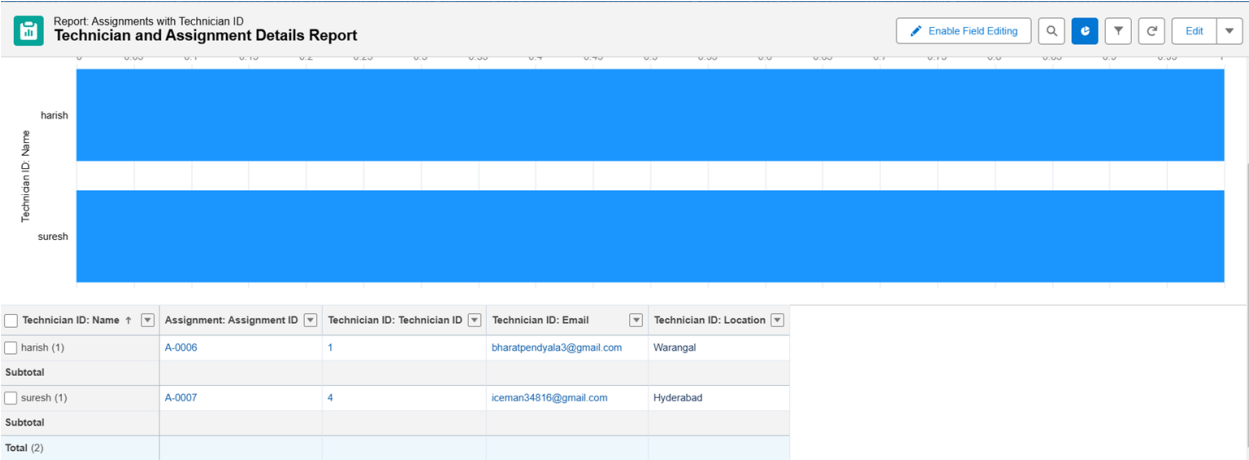 Report: Assignments with Technician ID
Technician and Assignment Details Report
Enable Field Editing
Edit
harish
Technician ID: Name
suresh
Technician ID: Name ↑ Assignment: Assignment ID Technician ID: Technician ID Technician ID: Email Technician ID: Location
harish (1) A-0006 1 bharatpendyala3@gmail.com Warangal
Subtotal
suresh (1) A-0007 4 iceman34816@gmail.com Hyderabad
Subtotal
Total (2)